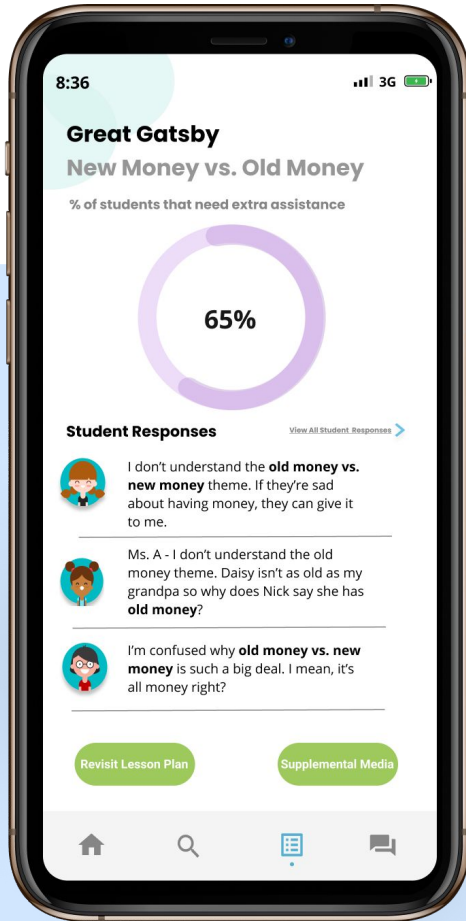 8:36
3G
Great Gatsby
New Money vs. Old Money
% of students that need extra assistance
65%
Student Responses
View All Student Responses
I don't understand the old money vs.
new money theme. If they're sad
about having money, they can give it
to me.
Ms. A - I don't understand the old
money theme. Daisy isn't as old as my
grandpa so why does Nick say she has
old money?
I'm confused why old money vs. new
money is such a big deal. I mean, it's
all money right?
Revisit Lesson Plan
Supplemental Media